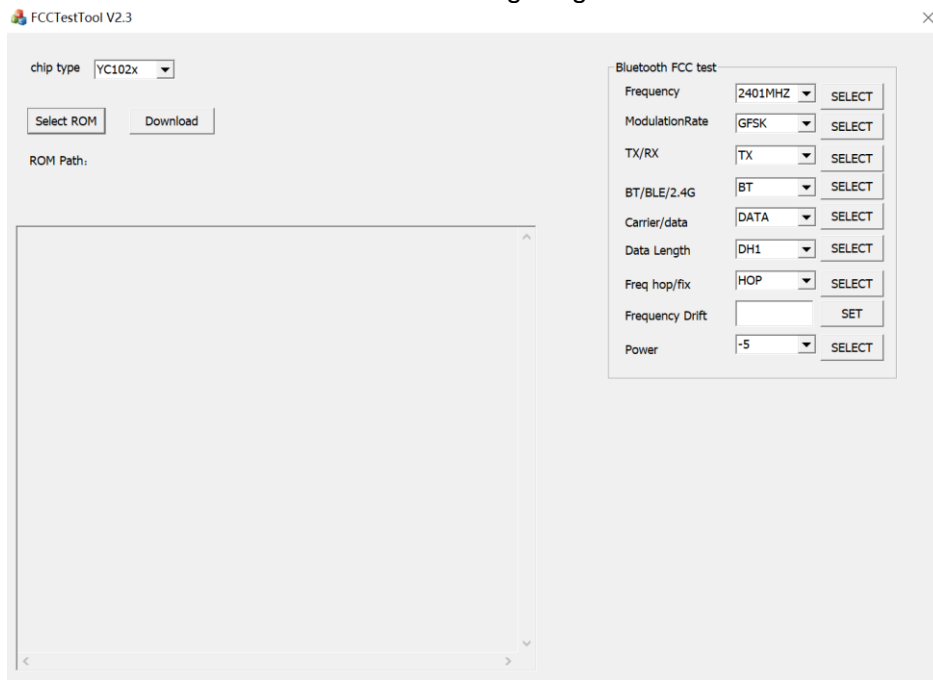 FCCTestTool V2.3
chip type YC102x
Select ROM Download
ROM Path:
Bluetooth FCC test
Frequency 2401MHZ SELECT
ModulationRate GFSK SELECT
TX/RX TX SELECT
BT/BLE/2.4G BT SELECT
Carrier/data DATA SELECT
Data Length DH1 SELECT
Freq hop/fix HOP SELECT
Frequency Drift SET
Power -5 SELECT